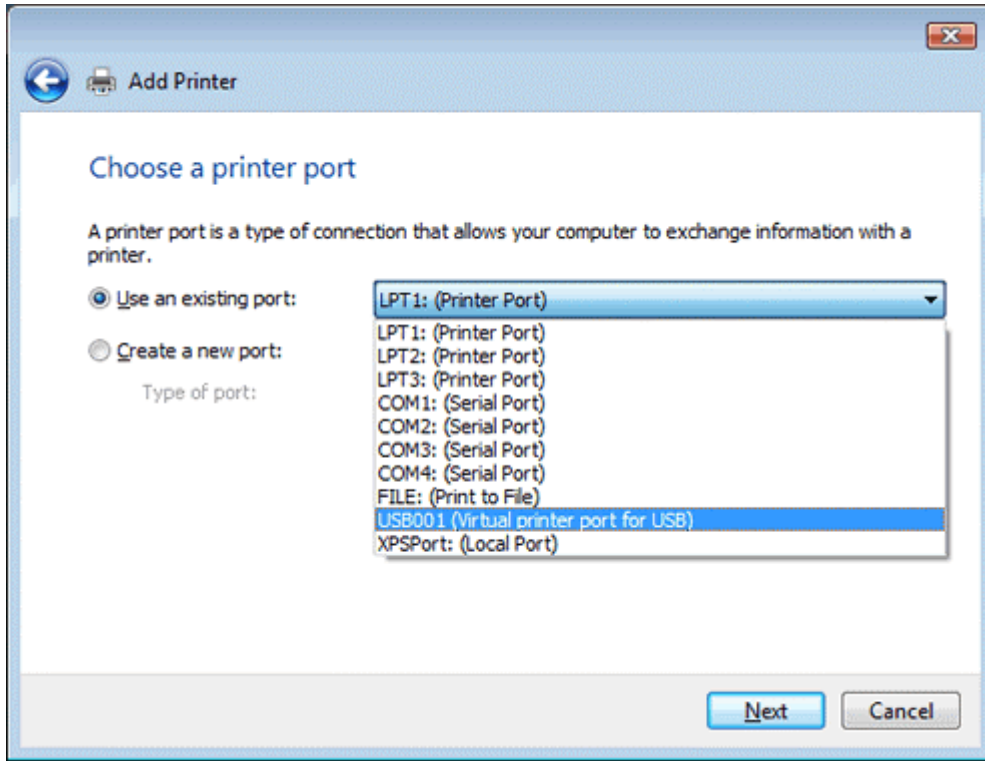 Add Printer
Choose a printer port
A printer port is a type of connection that allows your computer to exchange information with a
printer.
Use an existing port:
LPT1: (Printer Port)
LPT1: (Printer Port)
LPT2: (Printer Port)
LPT3: (Printer Port)
COM1: (Serial Port)
COM2: (Serial Port)
COM3: (Serial Port)
COM4: (Serial Port)
FILE: (Print to File)
USB001 (Virtual printer port for USB)
XPSPort: (Local Port)
Create a new port:
Type of port:
Next
Cancel